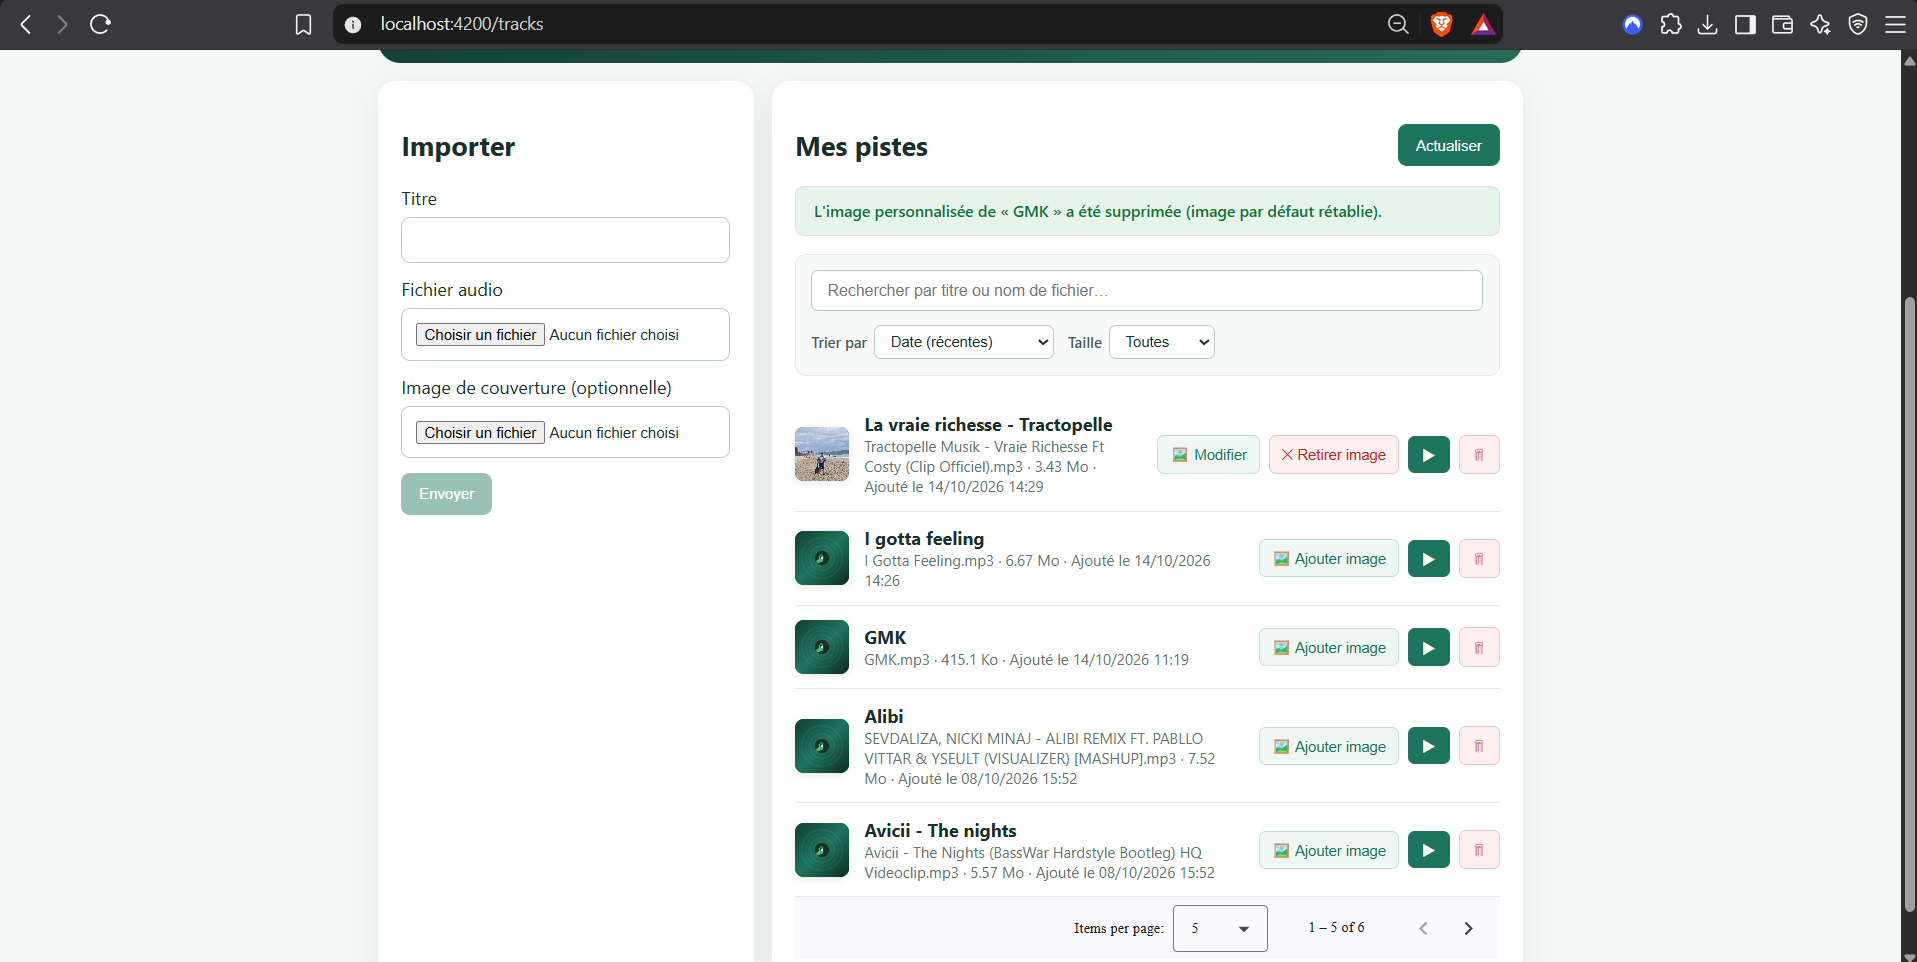 localhost:4200/tracks
Importer
Titre
Fichier audio
Choisir un fichier Aucun fichier choisi
Image de couverture (optionnelle)
Choisir un fichier Aucun fichier choisi
Envoyer
Mes pistes
Actualiser
L'image personnalisée de « GMK » a été supprimée (image par défaut rétablie).
Rechercher par titre ou nom de fichier…
Trier par Date (récentes) Taille Toutes
La vraie richesse - Tractopelle
Tractopelle Musik - Vraie Richesse Ft
Costy (Clip Officiel).mp3 · 3.43 Mo ·
Ajouté le 14/10/2026 14:29
Modifier
Retirer image
I gotta feeling
I Gotta Feeling.mp3 · 6.67 Mo · Ajouté le 14/10/2026
14:26
Ajouter image
GMK
GMK.mp3 · 415.1 Ko · Ajouté le 14/10/2026 11:19
Ajouter image
Alibi
SEVDALIZA, NICKI MINAJ - ALIBI REMIX FT. PABLLO
VITTAR & YSEULT (VISUALIZER) [MASHUP].mp3 · 7.52
Mo · Ajouté le 08/10/2026 15:52
Ajouter image
Avicii - The nights
Avicii - The Nights (BassWar Hardstyle Bootleg) HQ
Videoclip.mp3 · 5.57 Mo · Ajouté le 08/10/2026 15:52
Ajouter image
Items per page: 5 1 – 5 of 6